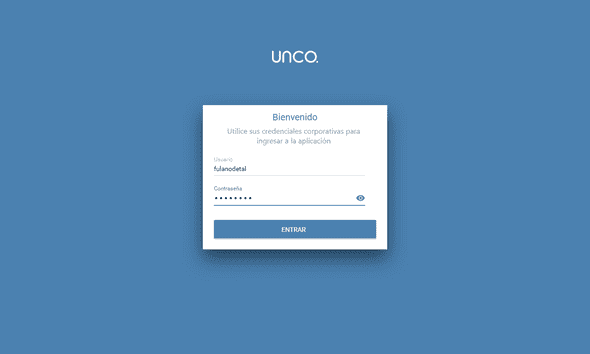 UNCO.
Bienvenido
Utilice sus credenciales corporativas para
ingresar a la aplicación
Usuario
fulanodetal
Contraseña
••••••••
ENTRAR